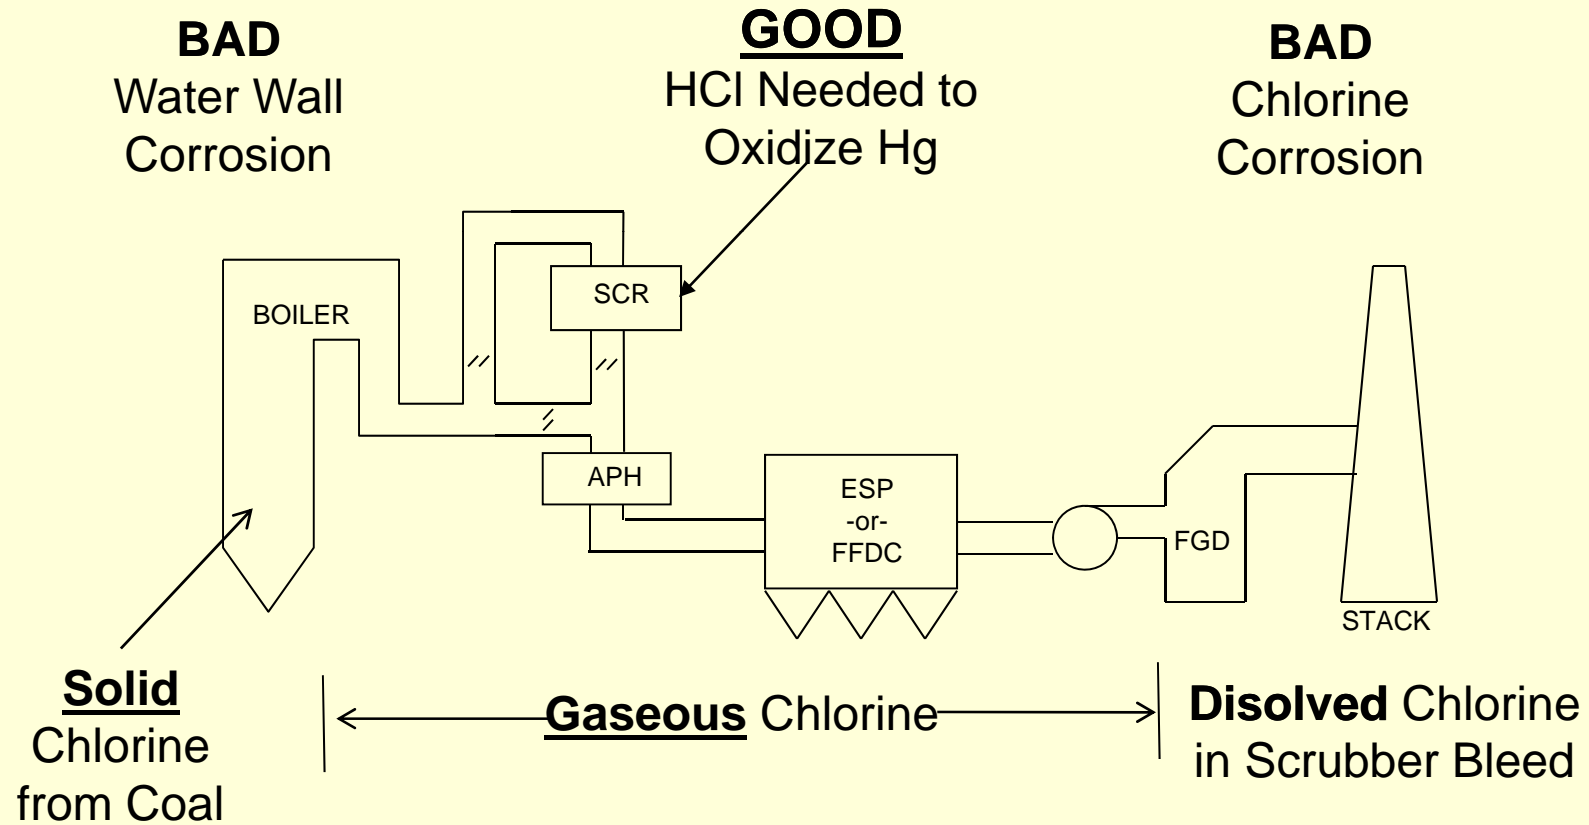 BAD
Water Wall
Corrosion
GOOD
HCl Needed to
Oxidize Hg
BAD
Chlorine
Corrosion
BOILER
SCR
APH
ESP
-or-
FFDC
FGD
STACK
Solid
Chlorine
from Coal
Gaseous Chlorine
Disolved Chlorine
in Scrubber Bleed